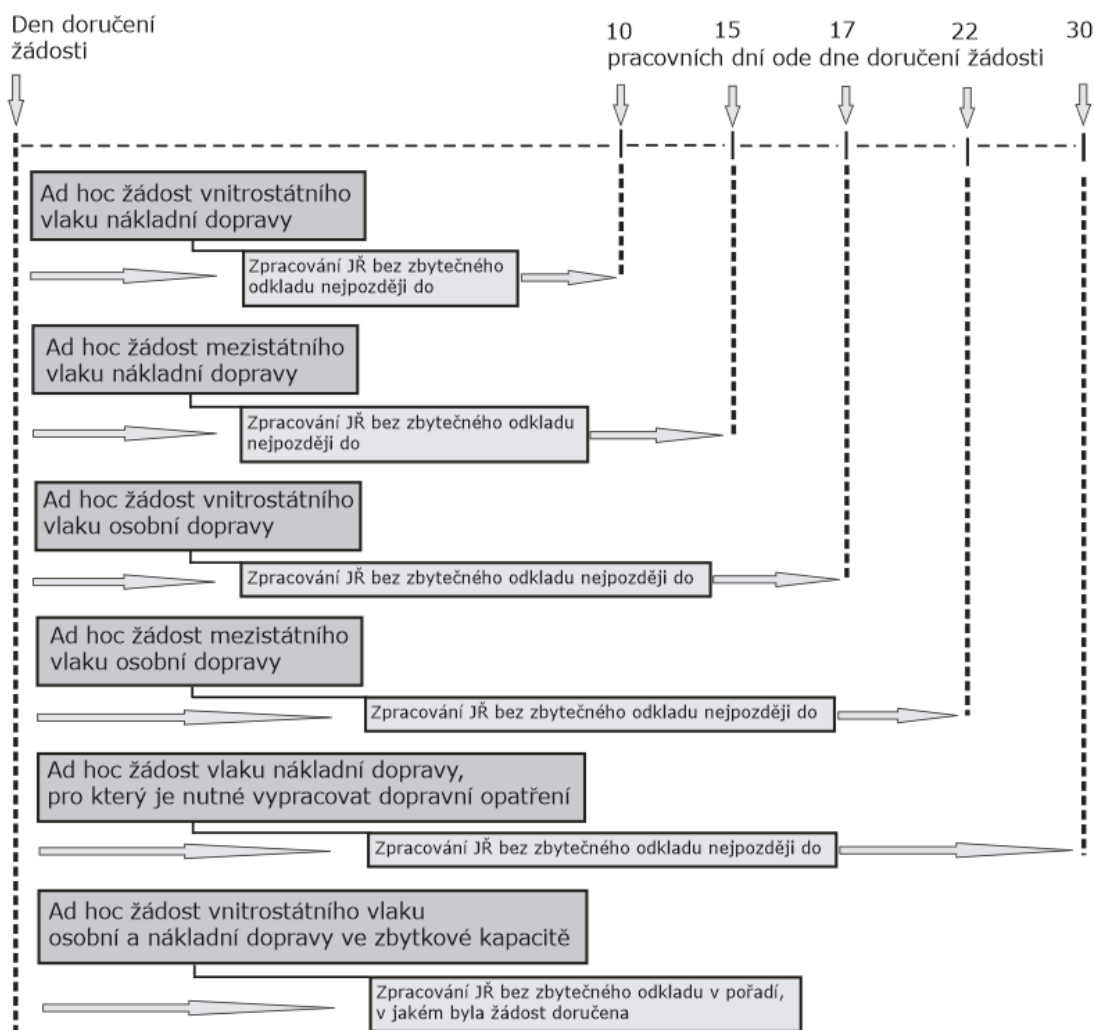 Den doručení
žádosti
10 15 17 22 30
pracovních dní ode dne doručení žádosti
Ad hoc žádost vnitrostátního
vlaku nákladní dopravy
Zpracování JŘ bez zbytečného
odkladu nejpozději do
Ad hoc žádost mezistátního
vlaku nákladní dopravy
Zpracování JŘ bez zbytečného odkladu
nejpozději do
Ad hoc žádost vnitrostátního
vlaku osobní dopravy
Zpracování JŘ bez zbytečného odkladu nejpozději do
Ad hoc žádost mezistátního
vlaku osobní dopravy
Zpracování JŘ bez zbytečného odkladu nejpozději do
Ad hoc žádost vlaku nákladní dopravy,
pro který je nutné vypracovat dopravní opatření
Zpracování JŘ bez zbytečného odkladu nejpozději do
Ad hoc žádost vnitrostátního vlaku
osobní a nákladní dopravy ve zbytkové kapacitě
Zpracování JŘ bez zbytečného odkladu v pořadí,
v jakém byla žádost doručena